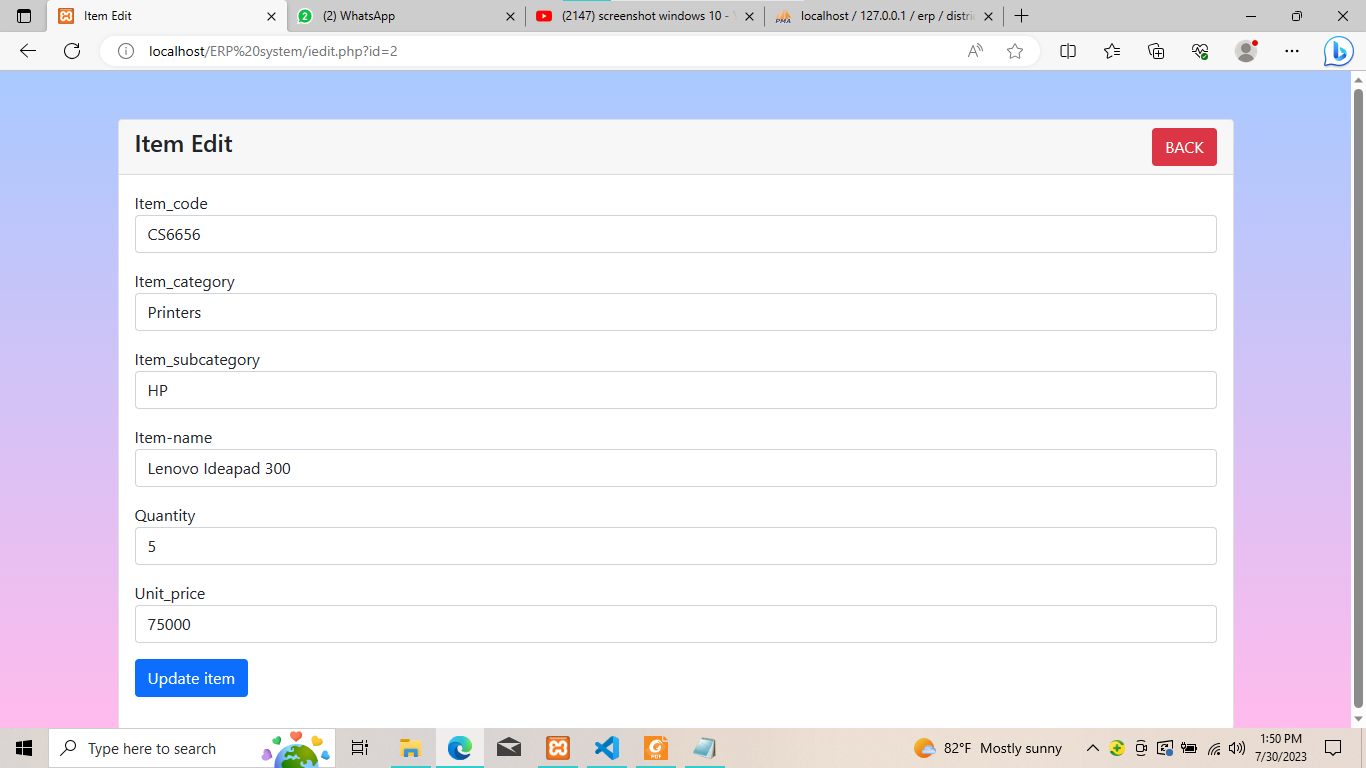 Item Edit
(2) WhatsApp
(2147) screenshot windows 10 -
localhost / 127.0.0.1 / erp / distri
localhost/ERP%20system/iedit.php?id=2
Item Edit
BACK
Item_code
CS6656
Item_category
Printers
Item_subcategory
HP
Item-name
Lenovo Ideapad 300
Quantity
5
Unit_price
75000
Update item
Type here to search
82°F Mostly sunny
1:50 PM
7/30/2023